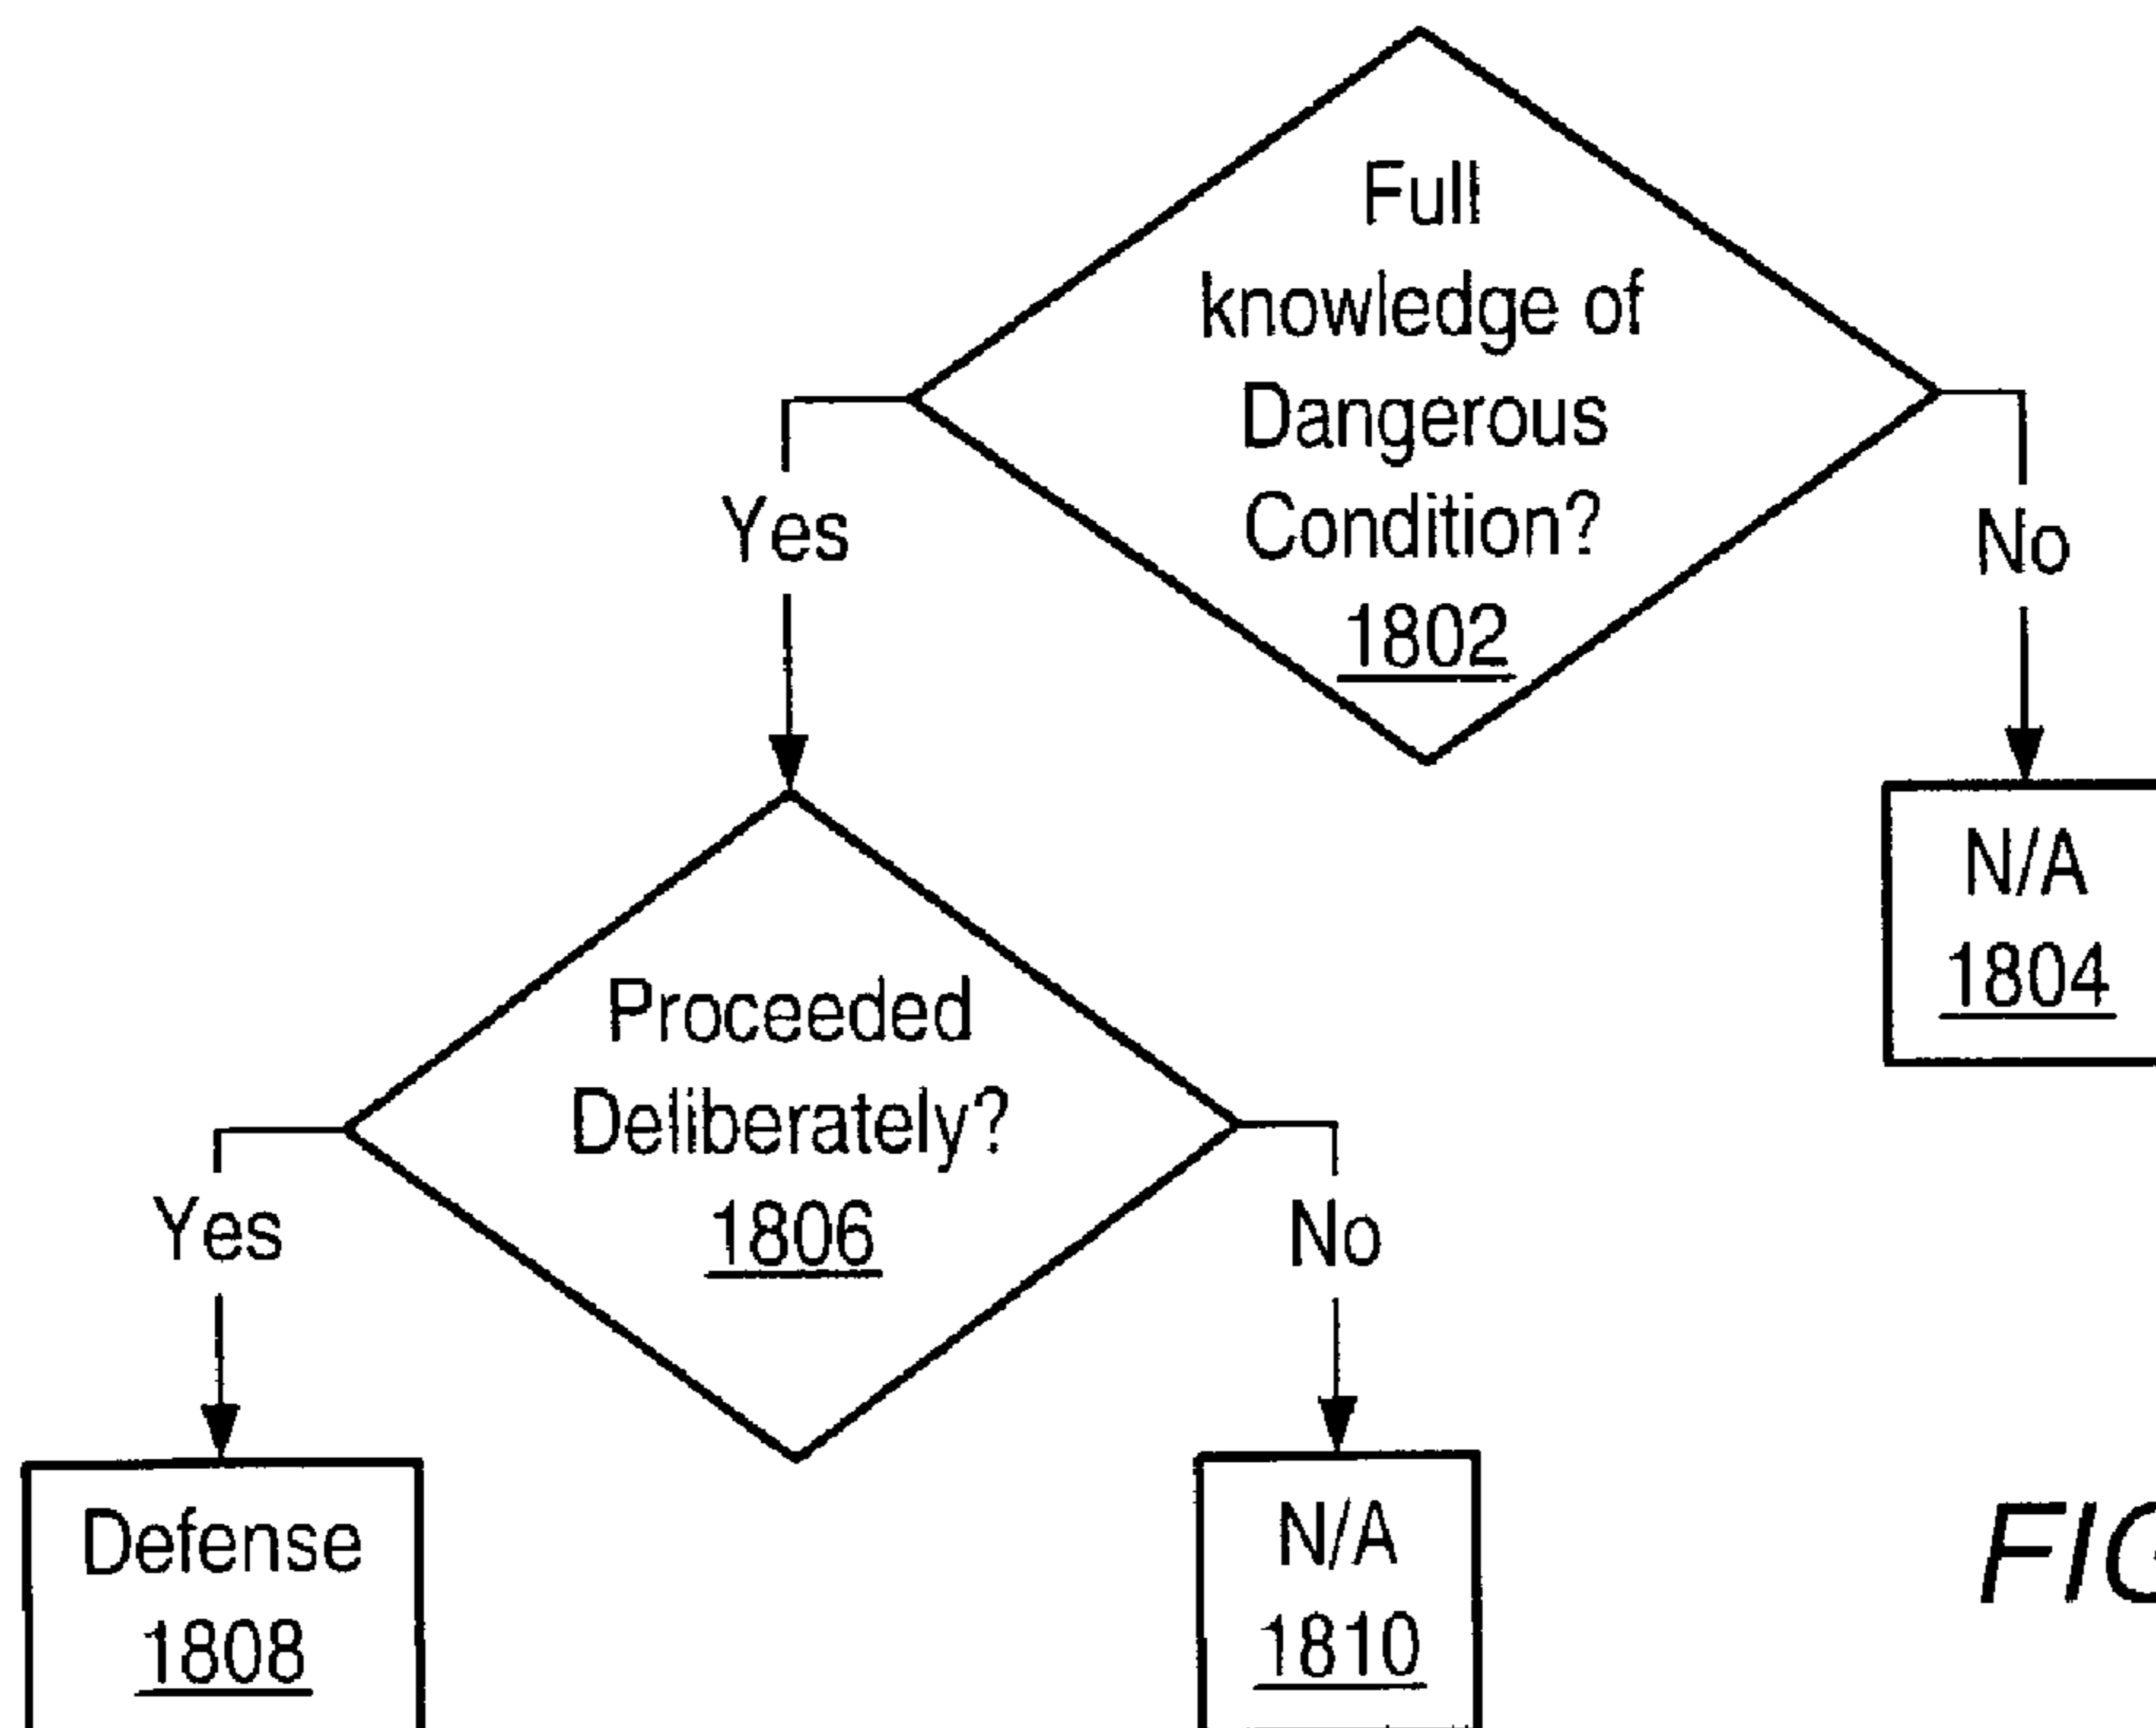 Full
knowledge of
Dangerous
Condition?
1802
Yes
No
N/A
1804
Proceeded
Deliberately?
1806
Yes
No
Defense
1808
N/A
1810